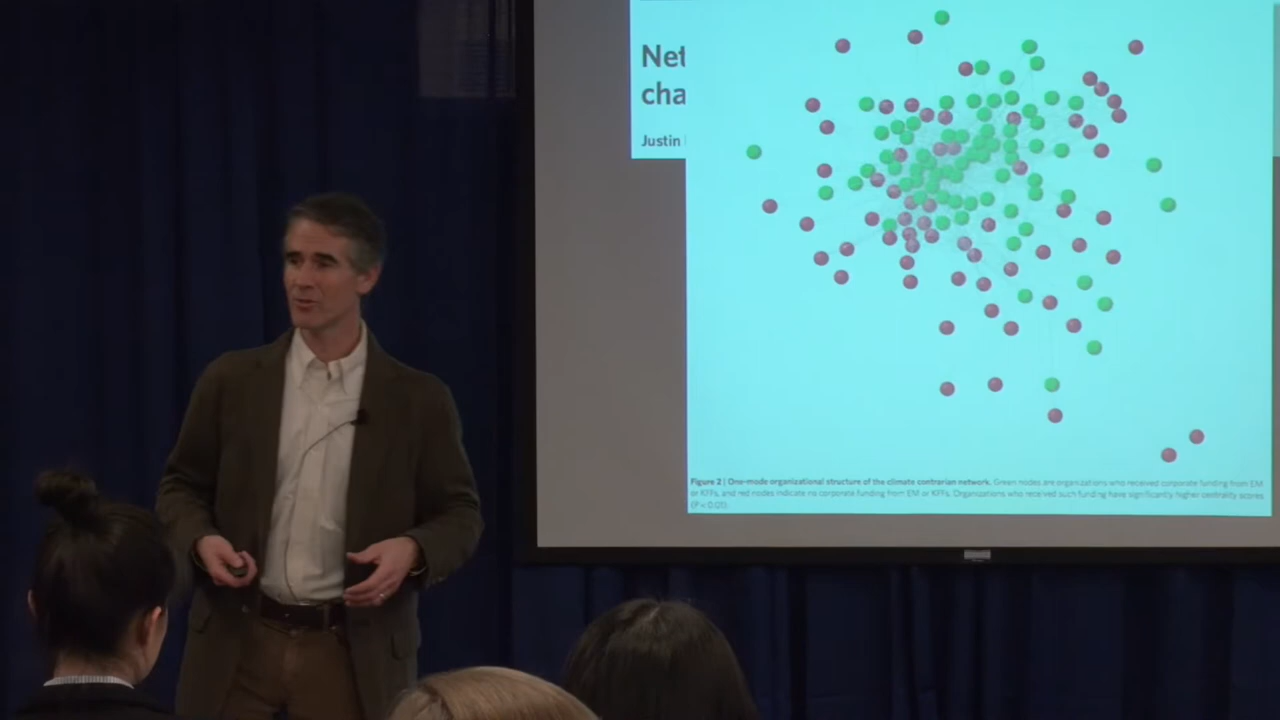 Net
cha
Justin
Figure 2 | One-mode organizational structure of the climate contrarian network. Green nodes are organizations who received corporate funding from EM
or KFFs, and red nodes indicate no corporate funding from EM or KFFs. Organizations who received such funding have significantly higher centrality scores
(P < 0.01).